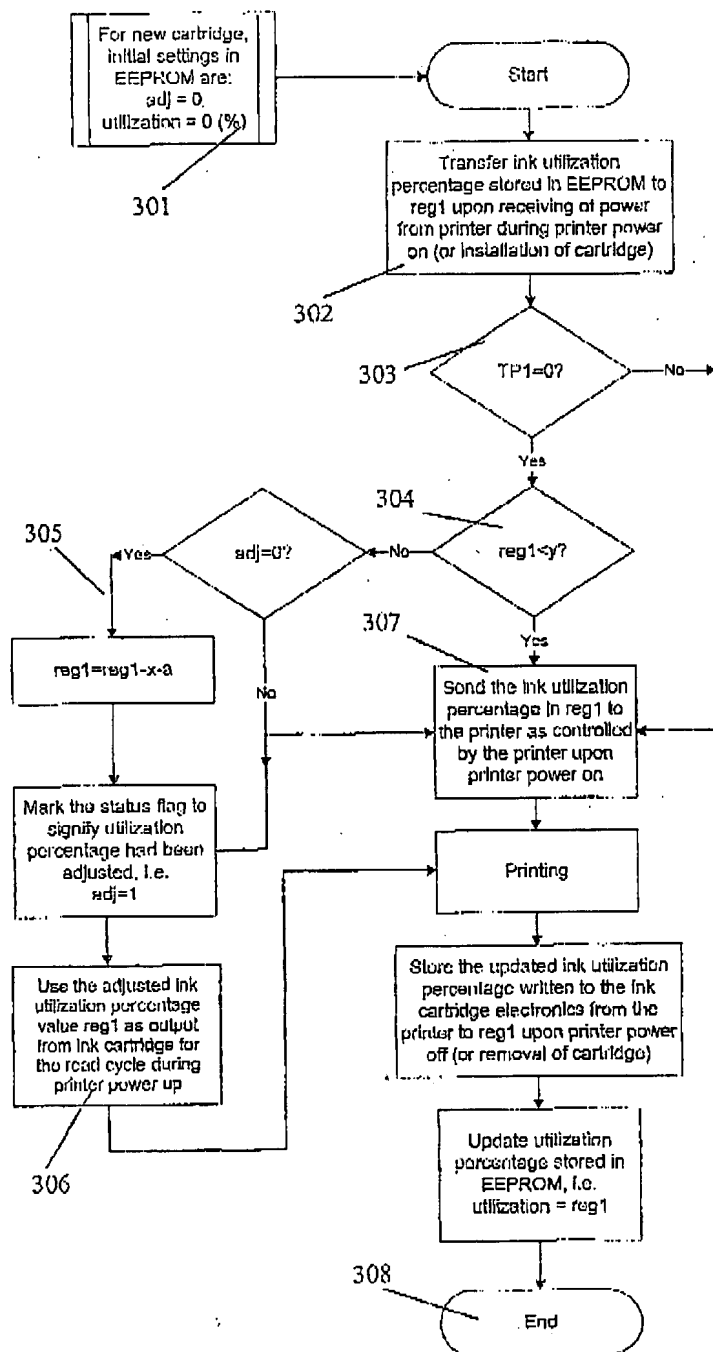 For new cartridge,
initial settings in
EEPROM are:
adj = 0,
utilization = 0 (%)
301
Start
Transfer ink utilization
percentage stored in EEPROM to
reg1 upon receiving of power
from printer during printer power
on (or installation of cartridge)
302
303
TP1=0?
No
Yes
304
reg1<y?
No
adj=0?
Yes
305
Yes
307
reg1=reg1-x-a
No
Send the ink utilization
percentage in reg1 to
the printer as controlled
by the printer upon
printer power on
Mark the status flag to
signify utilization
percentage had been
adjusted, i.e.
adj=1
Printing
Use the adjusted ink
utilization percentage
value reg1 as output
from ink cartridge for
the read cycle during
printer power up
306
Store the updated ink utilization
percentage written to the ink
cartridge electronics from the
printer to reg1 upon printer power
off (or removal of cartridge)
Update utilization
percentage stored in
EEPROM, i.e.
utilization = reg1
308
End